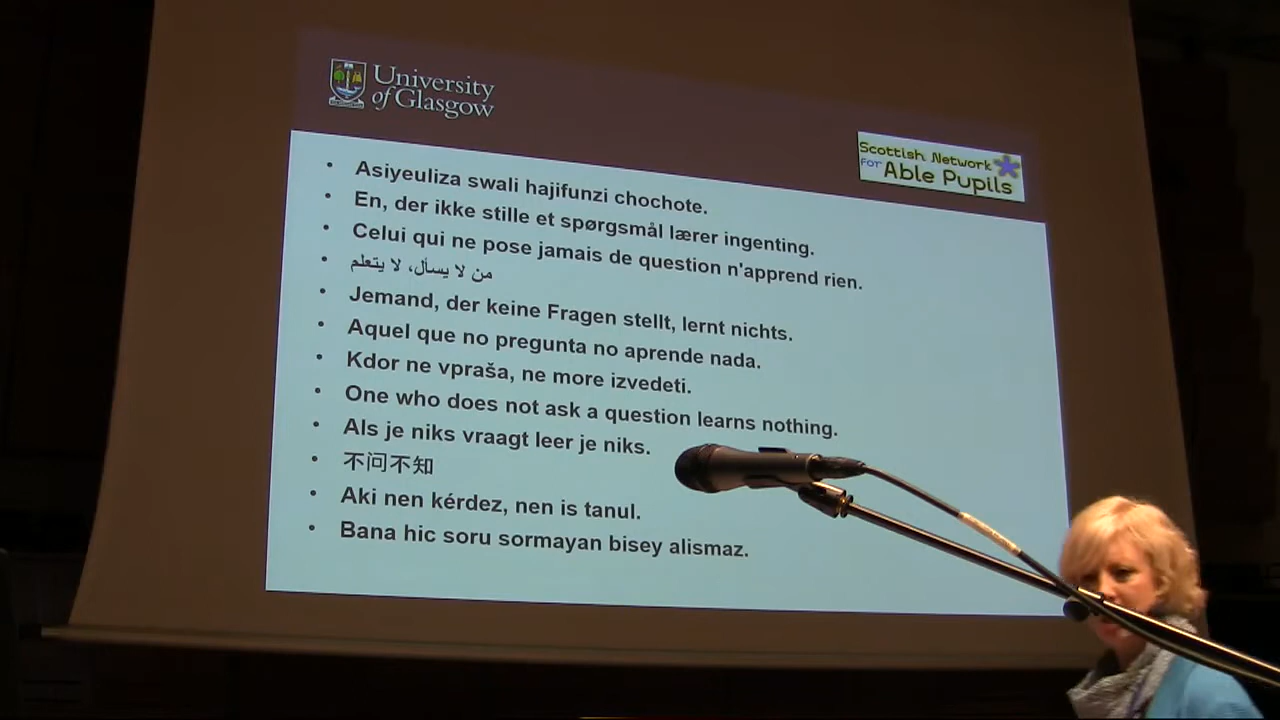 University
of Glasgow
Scottish Network
for Able Pupils
• Asiyeuliza swali hajifunzi chochote.
• En, der ikke stille et spørgsmål lærer ingenting.
• Celui qui ne pose jamais de question n'apprend rien.
• من لا يسأل، لا يتعلم
• Jemand, der keine Fragen stellt, lernt nichts.
• Aquel que no pregunta no aprende nada.
• Kdor ne vpraša, ne more izvedeti.
• One who does not ask a question learns nothing.
• Als je niks vraagt leer je niks.
• 不问不知
• Aki nen kérdez, nen is tanul.
• Bana hic soru sormayan bisey alismaz.